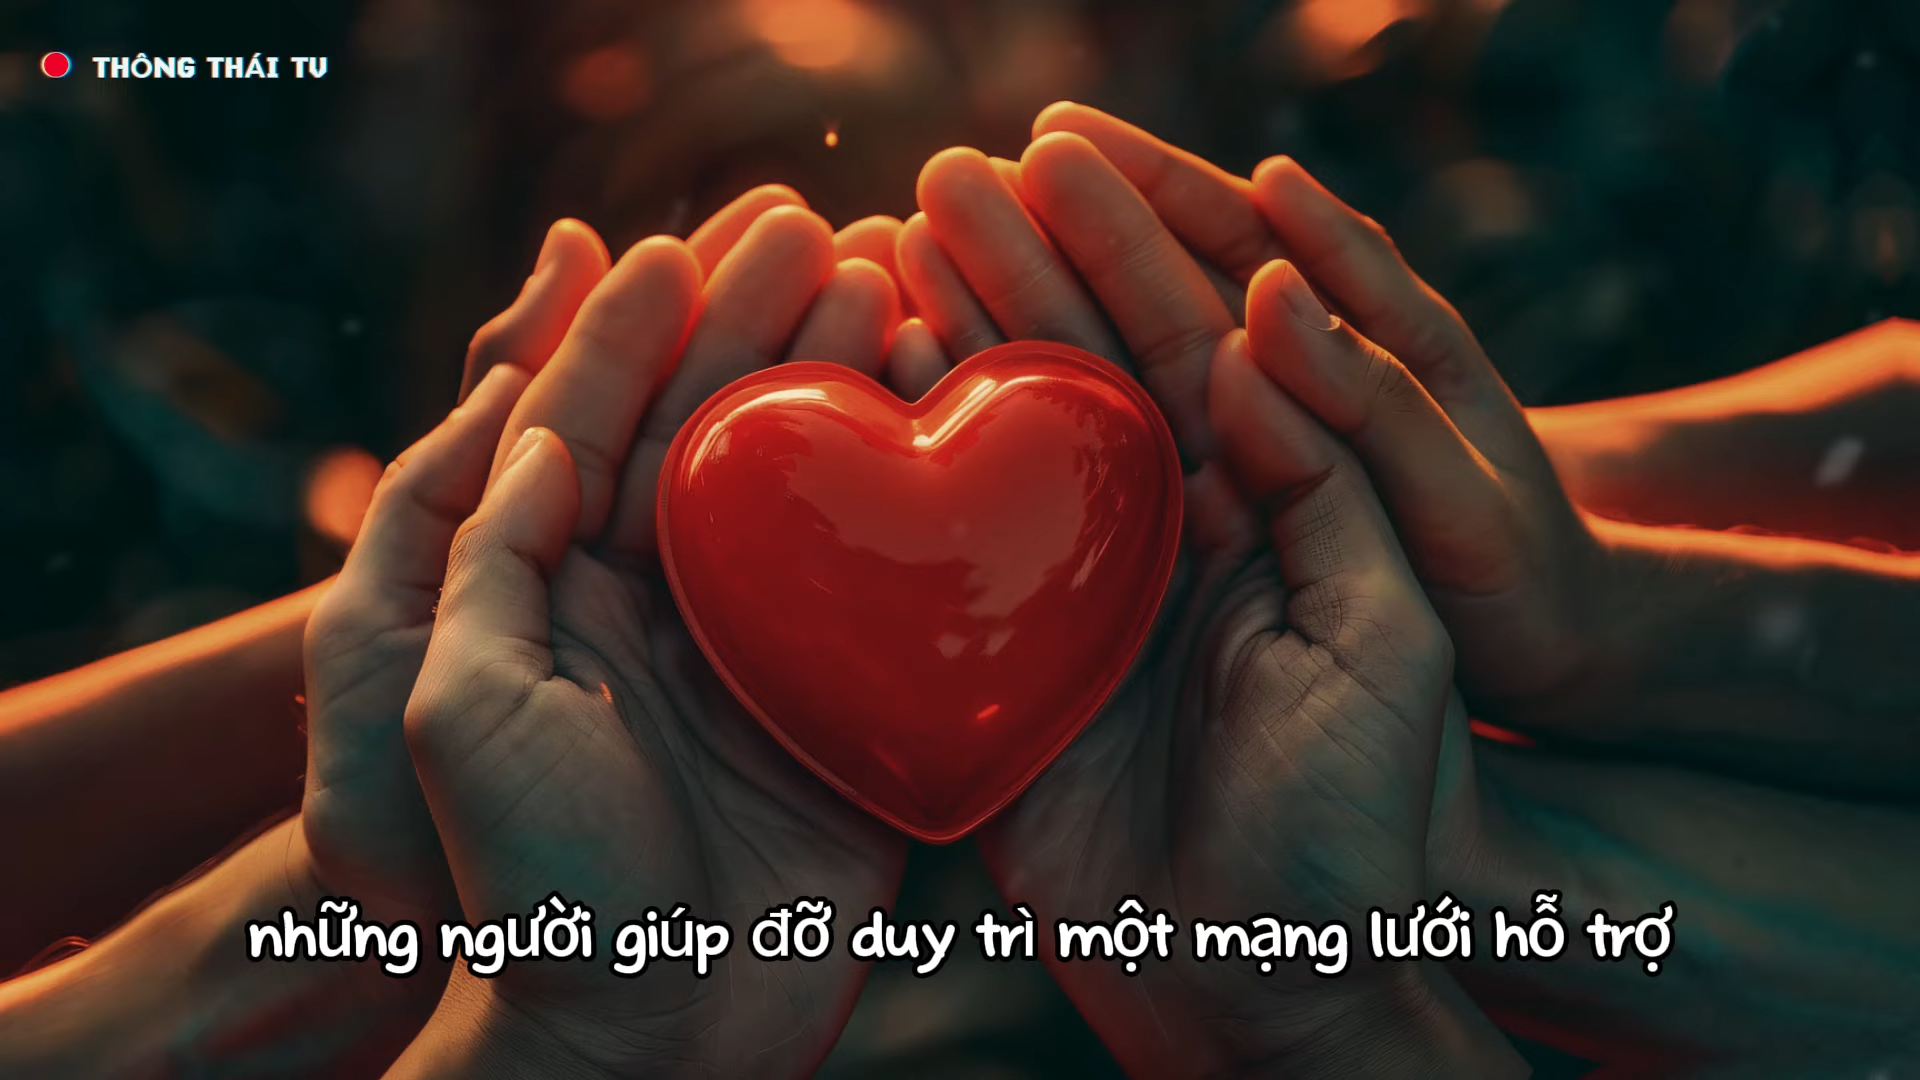 THÔNG THÁI TV
những người giúp đỡ duy trì một mạng lưới hỗ trợ